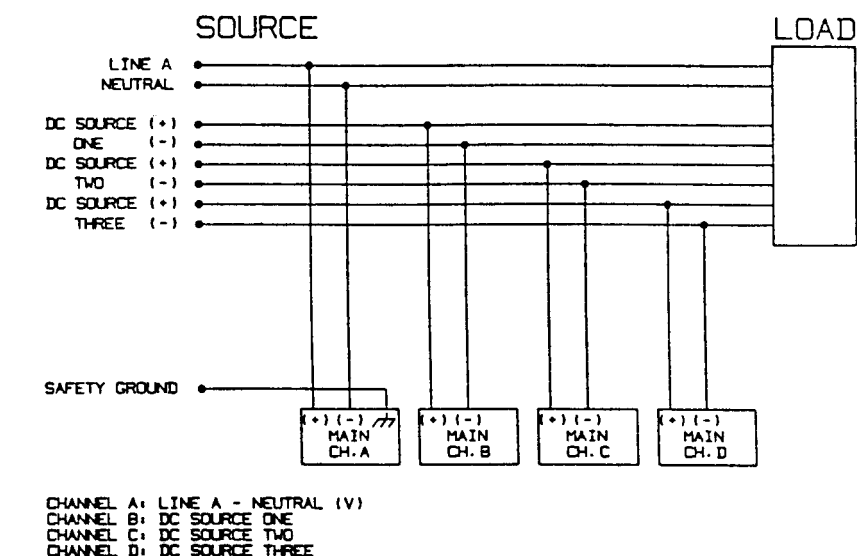 SOURCE LOAD
LINE A
NEUTRAL
DC SOURCE (+)
ONE (-)
DC SOURCE (+)
TWO (-)
DC SOURCE (+)
THREE (-)
SAFETY GROUND
(+) (-) (+) (-) (+) (-) (+) (-)
MAIN MAIN MAIN MAIN
CH. A CH. B CH. C CH. D
CHANNEL A: LINE A - NEUTRAL (V)
CHANNEL B: DC SOURCE ONE
CHANNEL C: DC SOURCE TWO
CHANNEL D: DC SOURCE THREE